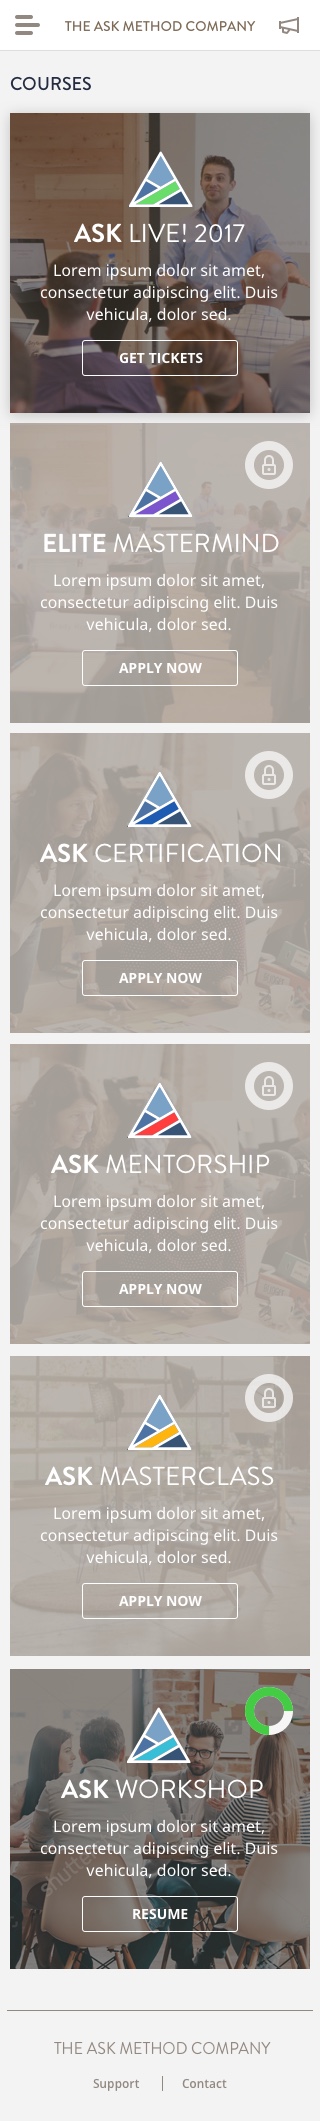 THE ASK METHOD COMPANY
COURSES
ASK LIVE! 2017
Lorem ipsum dolor sit amet,
consectetur adipiscing elit. Duis
vehicula, dolor sed.
GET TICKETS
ELITE MASTERMIND
Lorem ipsum dolor sit amet,
consectetur adipiscing elit. Duis
vehicula, dolor sed.
APPLY NOW
ASK CERTIFICATION
Lorem ipsum dolor sit amet,
consectetur adipiscing elit. Duis
vehicula, dolor sed.
APPLY NOW
ASK MENTORSHIP
Lorem ipsum dolor sit amet,
consectetur adipiscing elit. Duis
vehicula, dolor sed.
APPLY NOW
ASK MASTERCLASS
Lorem ipsum dolor sit amet,
consectetur adipiscing elit. Duis
vehicula, dolor sed.
APPLY NOW
ASK WORKSHOP
Lorem ipsum dolor sit amet,
consectetur adipiscing elit. Duis
vehicula, dolor sed.
RESUME
THE ASK METHOD COMPANY
Support | Contact